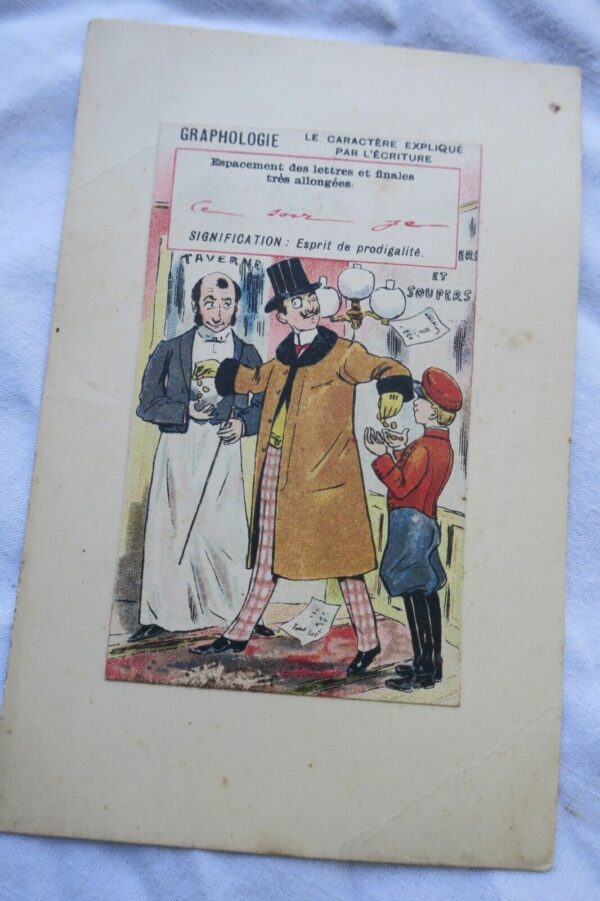 GRAPHOLOGIE
LE CARACTÈRE EXPLIQUÉ
PAR L'ÉCRITURE
Espacement des lettres et finales
très allongées.
Ce soir je
SIGNIFICATION : Esprit de prodigalité.
TAVERNE
ET
SOUPERS